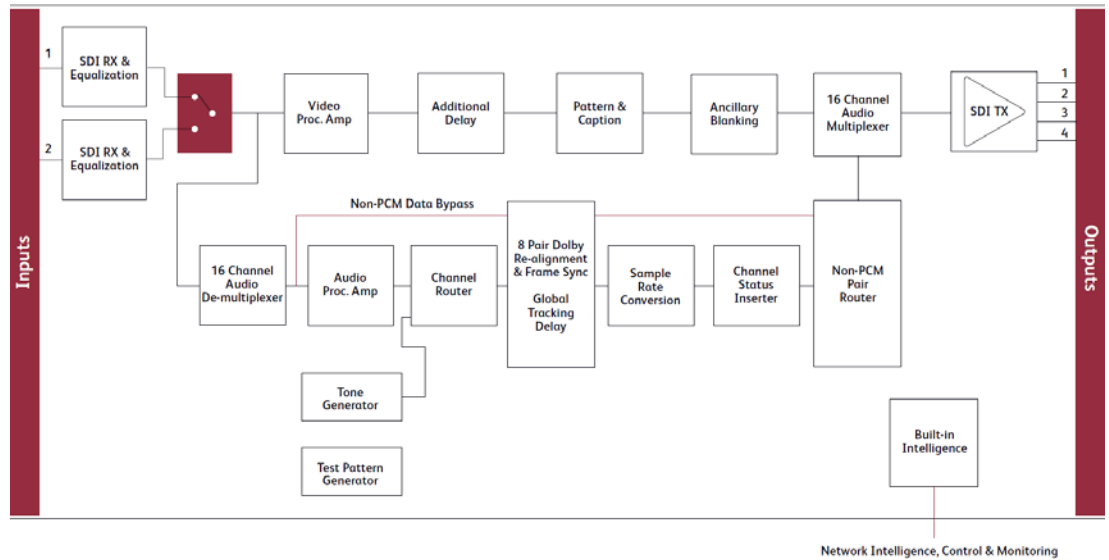 Inputs
1
SDI RX &
Equalization
2
SDI RX &
Equalization
Video
Proc. Amp
Additional
Delay
Pattern &
Caption
Ancillary
Blanking
16 Channel
Audio
Multiplexer
SDI TX
1
2
3
4
Outputs
Non-PCM Data Bypass
16 Channel
Audio
De-multiplexer
Audio
Proc. Amp
Channel
Router
8 Pair Dolby
Re-alignment
& Frame Sync
Global
Tracking
Delay
Sample
Rate
Conversion
Channel
Status
Inserter
Non-PCM
Pair
Router
Tone
Generator
Test Pattern
Generator
Built-in
Intelligence
Network Intelligence, Control & Monitoring